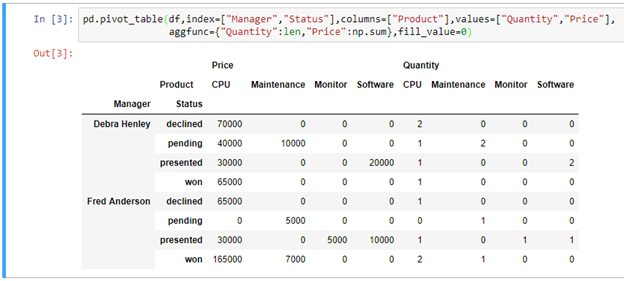 In [3]: pd.pivot_table(df,index=["Manager","Status"],columns=["Product"],values=["Quantity","Price"],
aggfunc={"Quantity":len,"Price":np.sum},fill_value=0)
Out[3]:
Price Quantity
Product CPU Maintenance Monitor Software CPU Maintenance Monitor Software
Manager Status
Debra Henley declined 70000 0 0 0 2 0 0 0
pending 40000 10000 0 0 1 2 0 0
presented 30000 0 0 20000 1 0 0 2
won 65000 0 0 0 1 0 0 0
Fred Anderson declined 65000 0 0 0 1 0 0 0
pending 0 5000 0 0 0 1 0 0
presented 30000 0 5000 10000 1 0 1 1
won 165000 7000 0 0 2 1 0 0